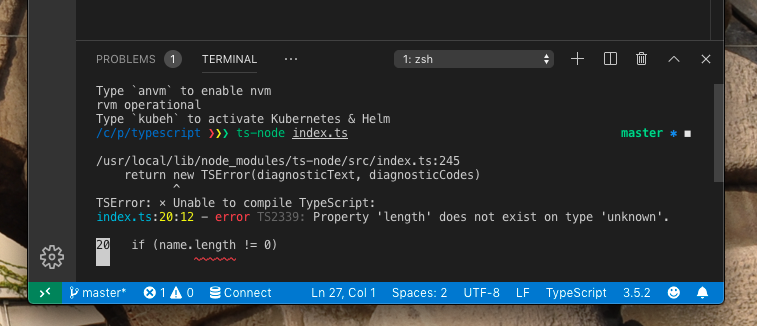 PROBLEMS 1 TERMINAL ··· 1: zsh
Type `anvm` to enable nvm
rvm operational
Type `kubeh` to activate Kubernetes & Helm
/c/p/typescript ❯❯❯ ts-node index.ts master ✱ ◼
/usr/local/lib/node_modules/ts-node/src/index.ts:245
return new TSError(diagnosticText, diagnosticCodes)
^
TSError: ⨯ Unable to compile TypeScript:
index.ts:20:12 - error TS2339: Property 'length' does not exist on type 'unknown'.
20 if (name.length != 0)
~~~~~~
master* 1 0 Connect Ln 27, Col 1 Spaces: 2 UTF-8 LF TypeScript 3.5.2